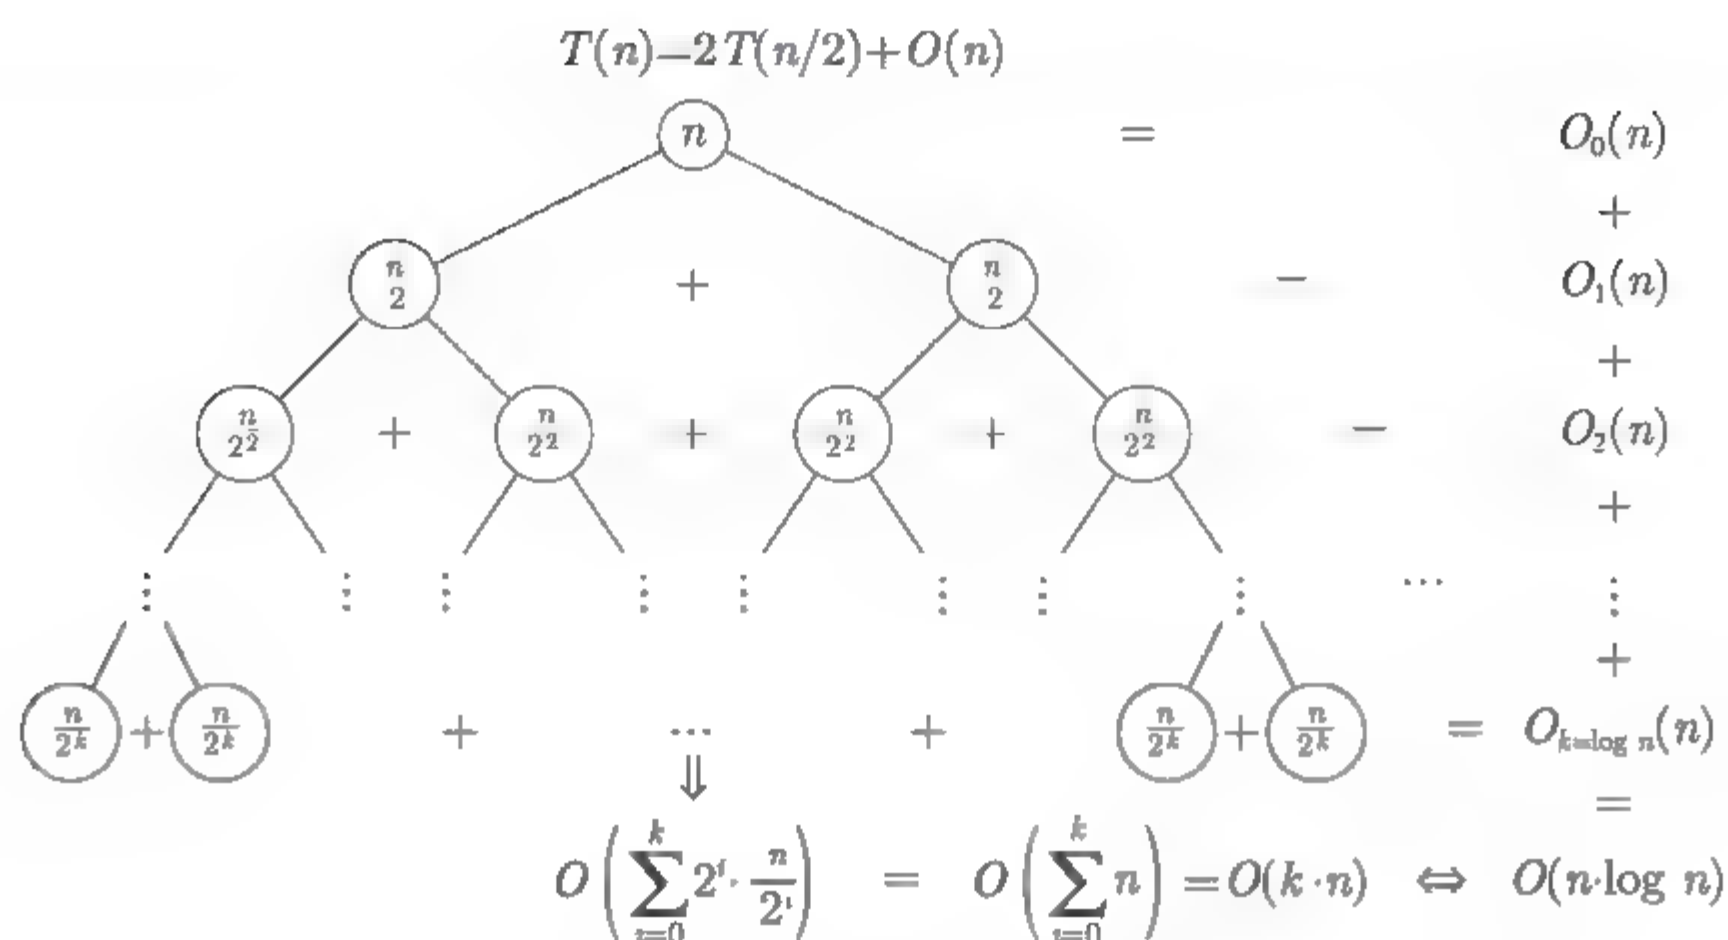 T(n)–2T(n/2)+O(n)
n = O₀(n)
+
n/2 + n/2 – O₁(n)
+
n/2² + n/2² + n/2² + n/2² – O₂(n)
+
⋮ ⋮ ⋮ ⋮ ⋮ ⋮ ⋮ ⋮ ... ⋮
+
n/2ᵏ + n/2ᵏ + ... + n/2ᵏ + n/2ᵏ = O_{k=log n}(n)
⇓ =
O(∑_{i=0}^{k} 2ⁱ · n/2ⁱ) = O(∑_{i=0}^{k} n) = O(k·n) ⇔ O(n·log n)